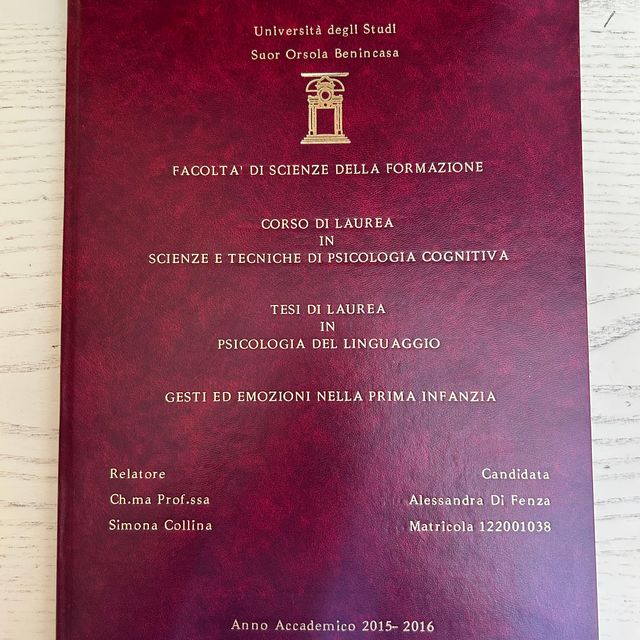 Università degli Studi
Suor Orsola Benincasa
FACOLTA' DI SCIENZE DELLA FORMAZIONE
CORSO DI LAUREA
IN
SCIENZE E TECNICHE DI PSICOLOGIA COGNITIVA
TESI DI LAUREA
IN
PSICOLOGIA DEL LINGUAGGIO
GESTI ED EMOZIONI NELLA PRIMA INFANZIA
Relatore
Ch.ma Prof.ssa
Simona Collina
Candidata
Alessandra Di Fenza
Matricola 122001038
Anno Accademico 2015-2016